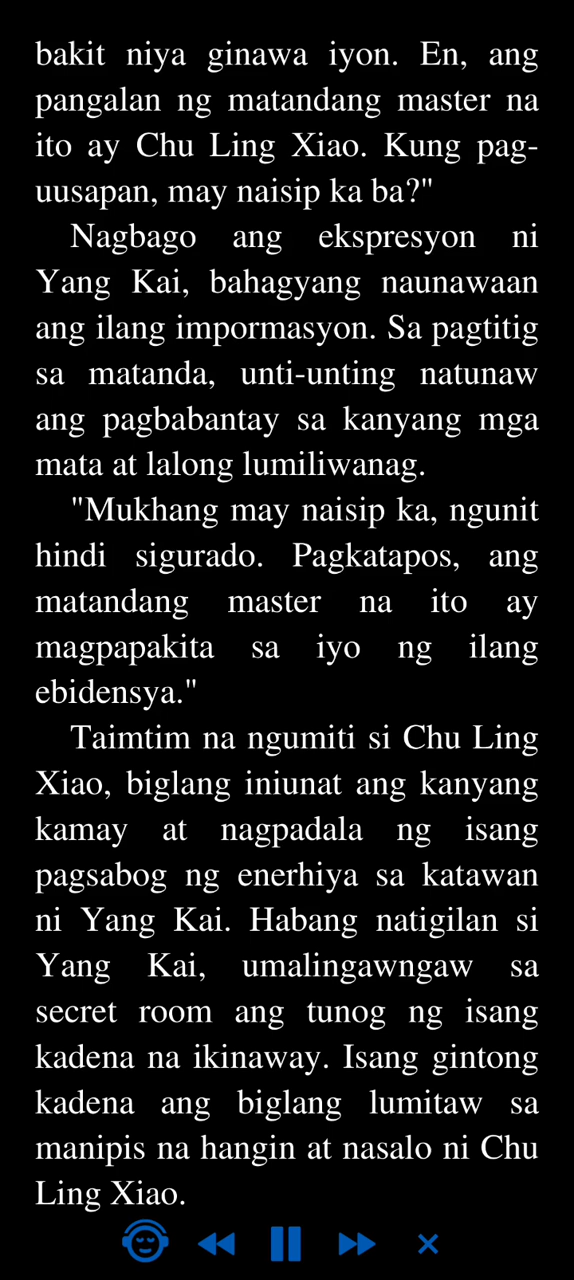 bakit niya ginawa iyon. En, ang
pangalan ng matandang master na
ito ay Chu Ling Xiao. Kung pag-
uusapan, may naisip ka ba?"
Nagbago ang ekspresyon ni
Yang Kai, bahagyang naunawaan
ang ilang impormasyon. Sa pagtitig
sa matanda, unti-unting natunaw
ang pagbabantay sa kanyang mga
mata at lalong lumiliwanag.
"Mukhang may naisip ka, ngunit
hindi sigurado. Pagkatapos, ang
matandang master na ito ay
magpapakita sa iyo ng ilang
ebidensya."
Taimtim na ngumiti si Chu Ling
Xiao, biglang iniunat ang kanyang
kamay at nagpadala ng isang
pagsabog ng enerhiya sa katawan
ni Yang Kai. Habang natigilan si
Yang Kai, umalingawngaw sa
secret room ang tunog ng isang
kadena na ikinaway. Isang gintong
kadena ang biglang lumitaw sa
manipis na hangin at nasalo ni Chu
Ling Xiao.